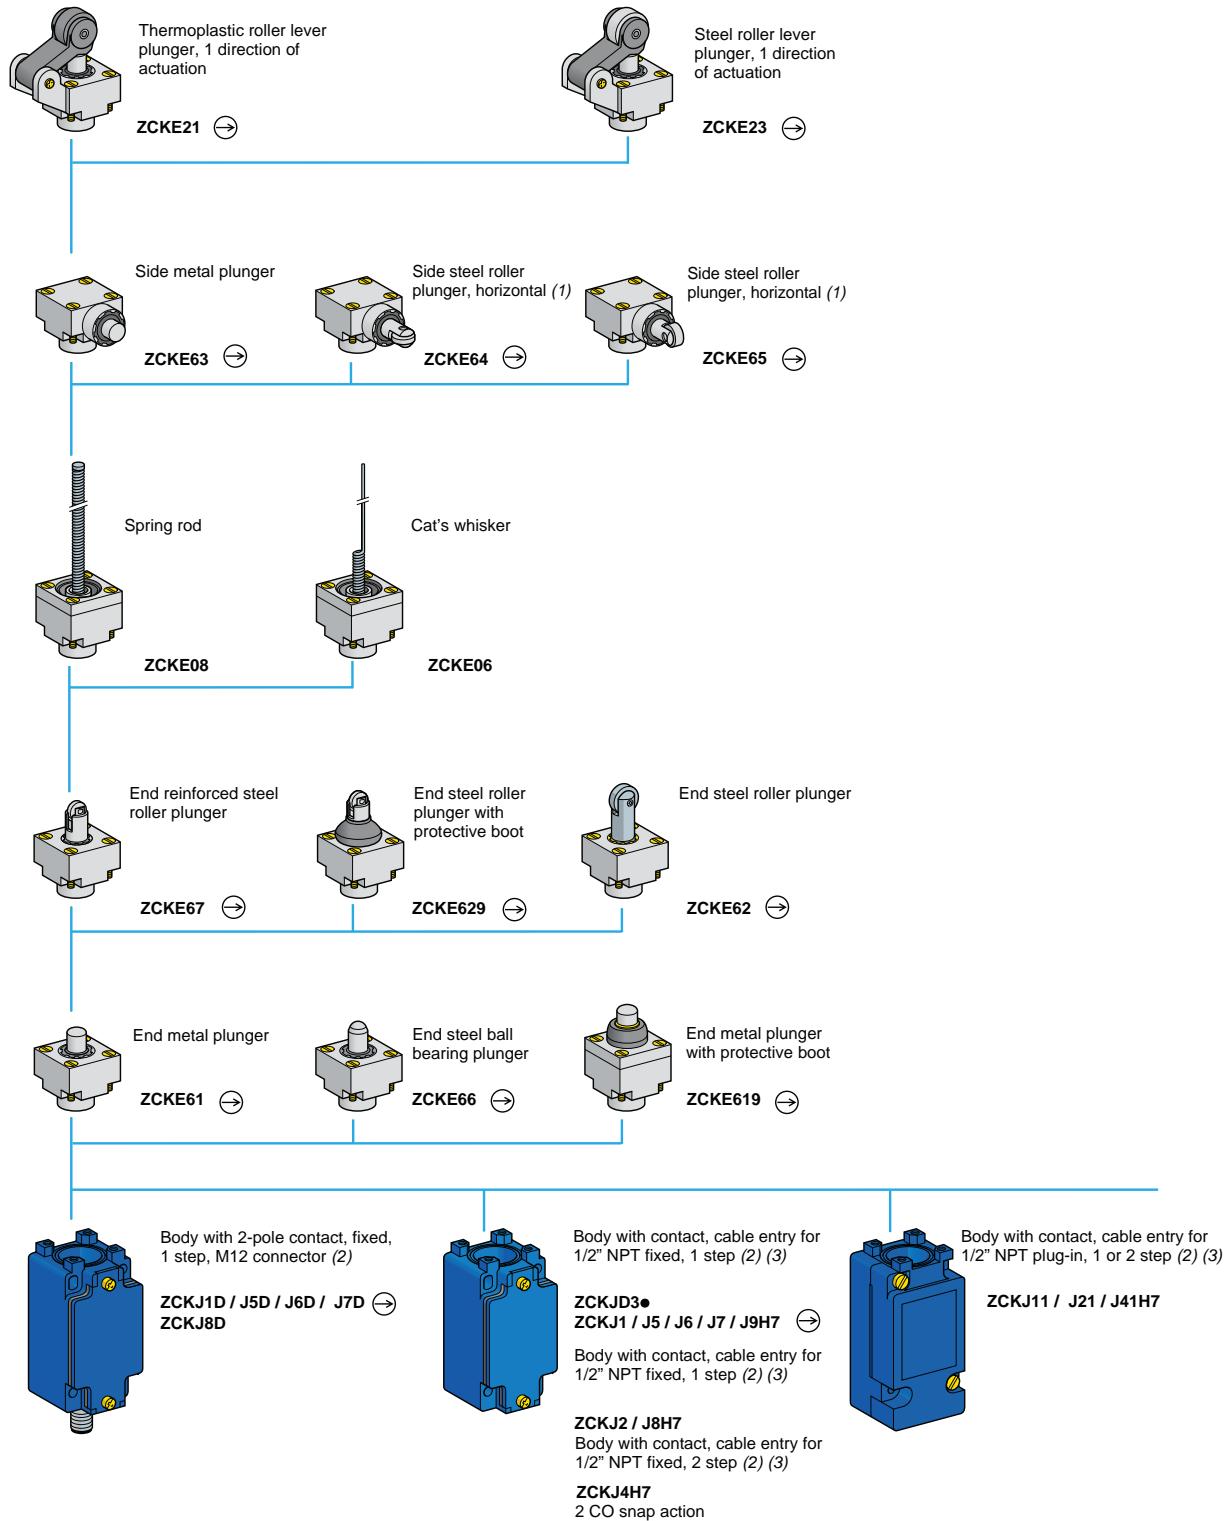 Thermoplastic roller lever
plunger, 1 direction of
actuation
ZCKE21
Steel roller lever
plunger, 1 direction
of actuation
ZCKE23
Side metal plunger
ZCKE63
Side steel roller
plunger, horizontal (1)
ZCKE64
Side steel roller
plunger, horizontal (1)
ZCKE65
Spring rod
ZCKE08
Cat's whisker
ZCKE06
End reinforced steel
roller plunger
ZCKE67
End steel roller
plunger with
protective boot
ZCKE629
End steel roller plunger
ZCKE62
End metal plunger
ZCKE61
End steel ball
bearing plunger
ZCKE66
End metal plunger
with protective boot
ZCKE619
Body with 2-pole contact, fixed,
1 step, M12 connector (2)
ZCKJ1D / J5D / J6D / J7D
ZCKJ8D
Body with contact, cable entry for
1/2” NPT fixed, 1 step (2) (3)
ZCKJD3●
ZCKJ1 / J5 / J6 / J7 / J9H7
Body with contact, cable entry for
1/2” NPT fixed, 1 step (2) (3)
ZCKJ2 / J8H7
Body with contact, cable entry for
1/2” NPT fixed, 2 step (2) (3)
ZCKJ4H7
2 CO snap action
Body with contact, cable entry for
1/2” NPT plug-in, 1 or 2 step (2) (3)
ZCKJ11 / J21 / J41H7